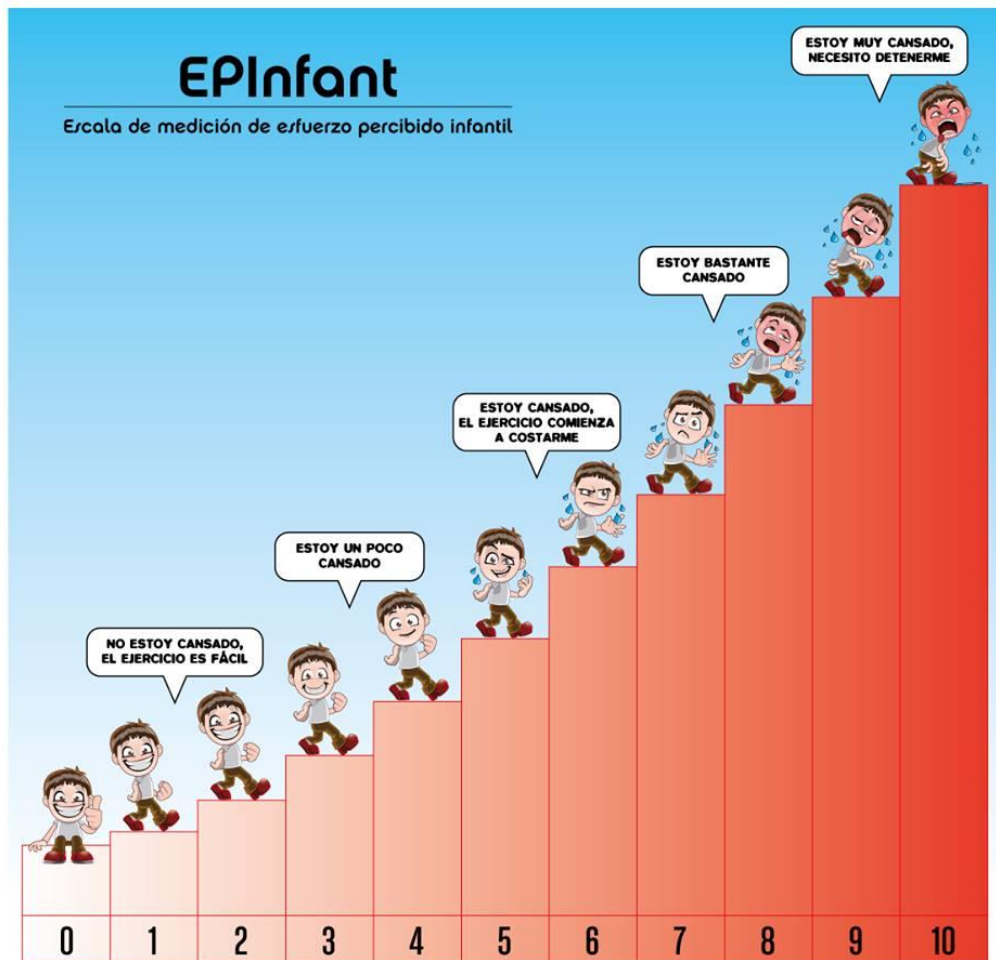 EPInfant
Escala de medición de esfuerzo percibido infantil
ESTOY MUY CANSADO,
NECESITO DETENERME
ESTOY BASTANTE
CANSADO
ESTOY CANSADO,
EL EJERCICIO COMIENZA
A COSTARME
ESTOY UN POCO
CANSADO
NO ESTOY CANSADO,
EL EJERCICIO ES FÁCIL
0 1 2 3 4 5 6 7 8 9 10